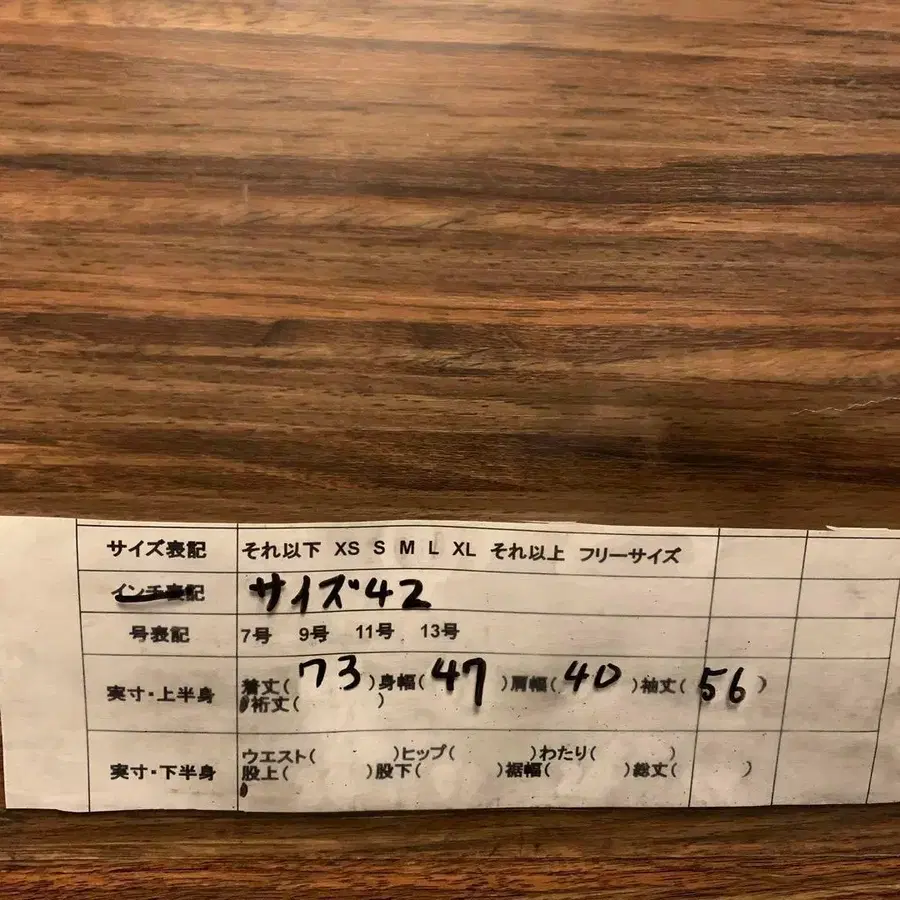 サイズ表記 それ以下 XS S M L XL それ以上 フリーサイズ
インチ表記 サイズ42
号表記 7号 9号 11号 13号
実寸・上半身 着丈( 73 )身幅( 47 )肩幅( 40 )袖丈( 56 )
裄丈( )
実寸・下半身 ウエスト( )ヒップ( )わたり( )
股上( )股下( )裾幅( )総丈( )